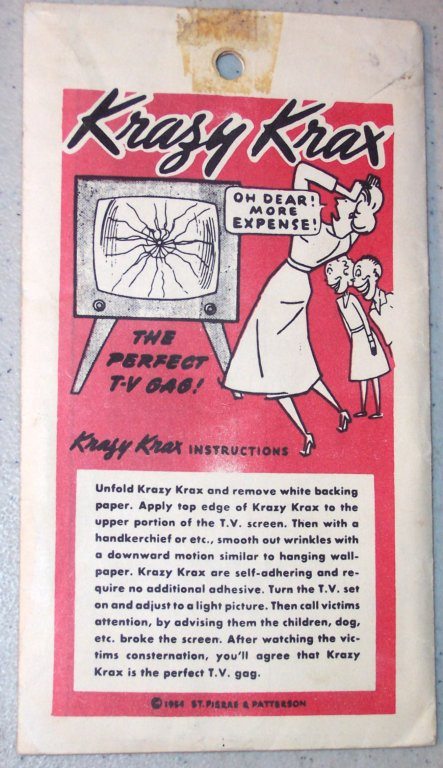 Krazy Krax
OH DEAR!
MORE
EXPENSE!
THE
PERFECT
T-V GAG!
Krazy Krax INSTRUCTIONS
Unfold Krazy Krax and remove white backing
paper. Apply top edge of Krazy Krax to the
upper portion of the T.V. screen. Then with a
handkerchief or etc., smooth out wrinkles with
a downward motion similar to hanging wall-
paper. Krazy Krax are self-adhering and re-
quire no additional adhesive. Turn the T.V. set
on and adjust to a light picture. Then call victims
attention, by advising them the children, dog,
etc. broke the screen. After watching the vic-
tims consternation, you'll agree that Krazy
Krax is the perfect T.V. gag.
© 1954 ST. PIERRE & PATTERSON